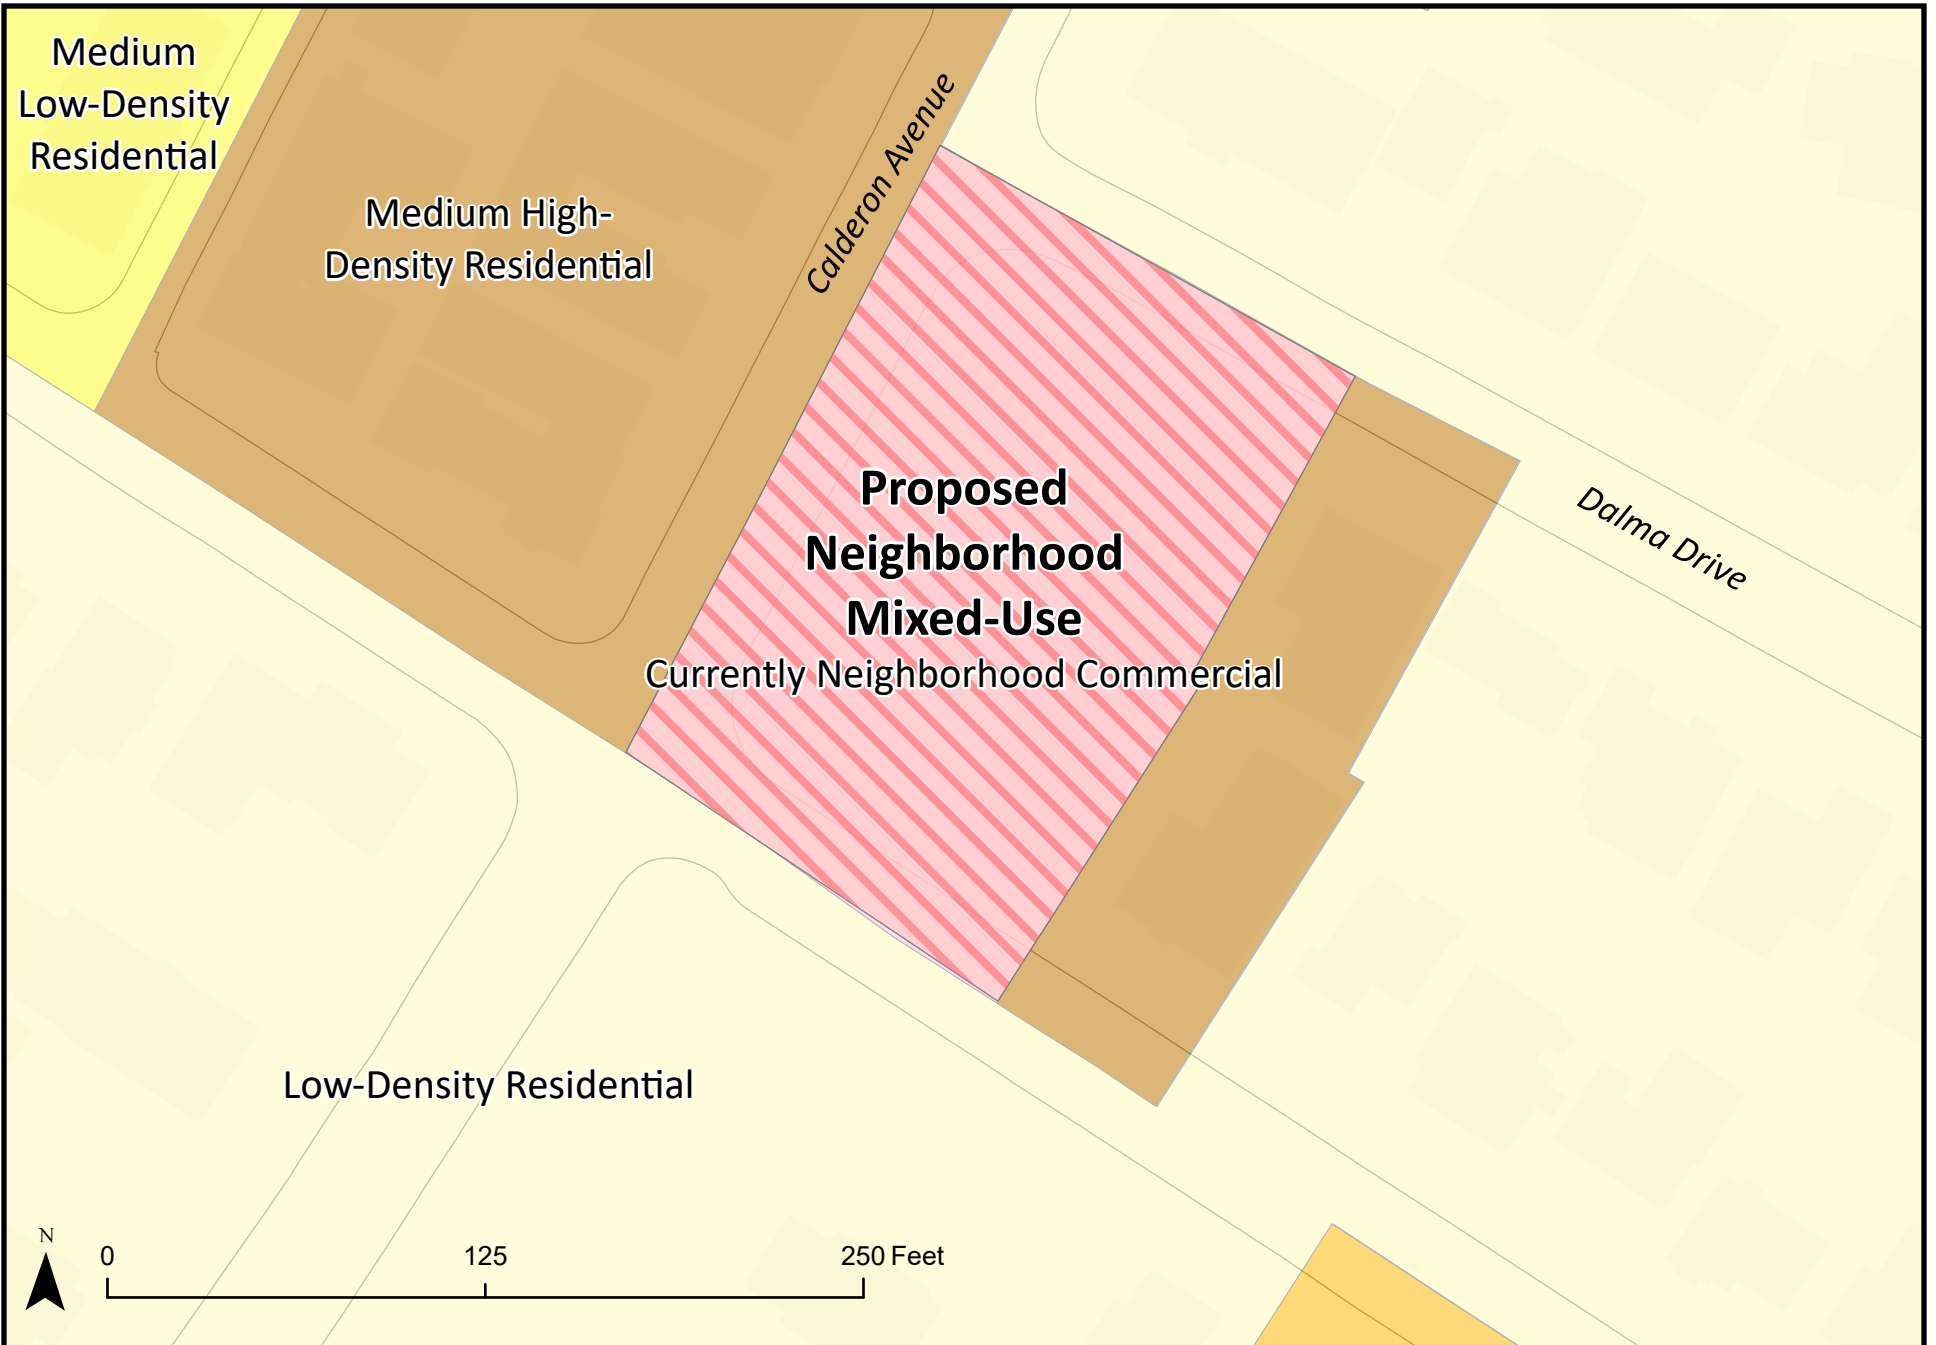 Medium
Low-Density
Residential
Medium High-
Density Residential
Calderon Avenue
Proposed
Neighborhood
Mixed-Use
Currently Neighborhood Commercial
Dalma Drive
Low-Density Residential
N
0 125 250 Feet